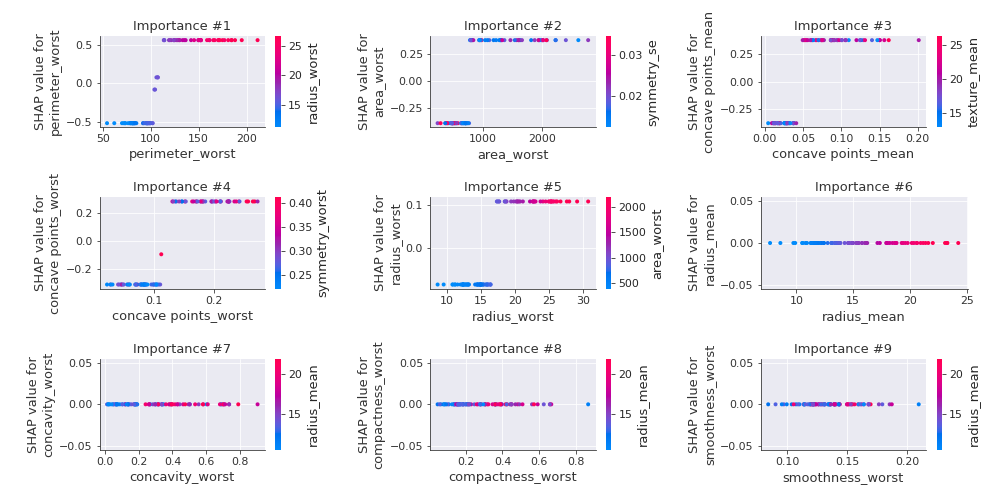 Importance #1
SHAP value for
perimeter_worst
0.5
0.0
−0.5
50
100
150
200
perimeter_worst
25
20
15
radius_worst
Importance #2
SHAP value for
area_worst
0.25
0.00
−0.25
1000
2000
area_worst
0.03
0.02
symmetry_se
Importance #3
SHAP value for
concave points_mean
0.25
0.00
−0.25
0.00
0.05
0.10
0.15
0.20
concave points_mean
25
20
15
texture_mean
Importance #4
SHAP value for
concave points_worst
0.2
0.0
−0.2
0.1
0.2
concave points_worst
0.40
0.35
0.30
0.25
symmetry_worst
Importance #5
SHAP value for
radius_worst
0.1
0.0
10
15
20
25
30
radius_worst
2000
1500
1000
500
area_worst
Importance #6
SHAP value for
radius_mean
0.05
0.00
−0.05
10
15
20
25
radius_mean
Importance #7
SHAP value for
concavity_worst
0.05
0.00
−0.05
0.0
0.2
0.4
0.6
0.8
concavity_worst
20
15
radius_mean
Importance #8
SHAP value for
compactness_worst
0.05
0.00
−0.05
0.2
0.4
0.6
0.8
compactness_worst
20
15
radius_mean
Importance #9
SHAP value for
smoothness_worst
0.05
0.00
−0.05
0.10
0.15
0.20
smoothness_worst
20
15
radius_mean